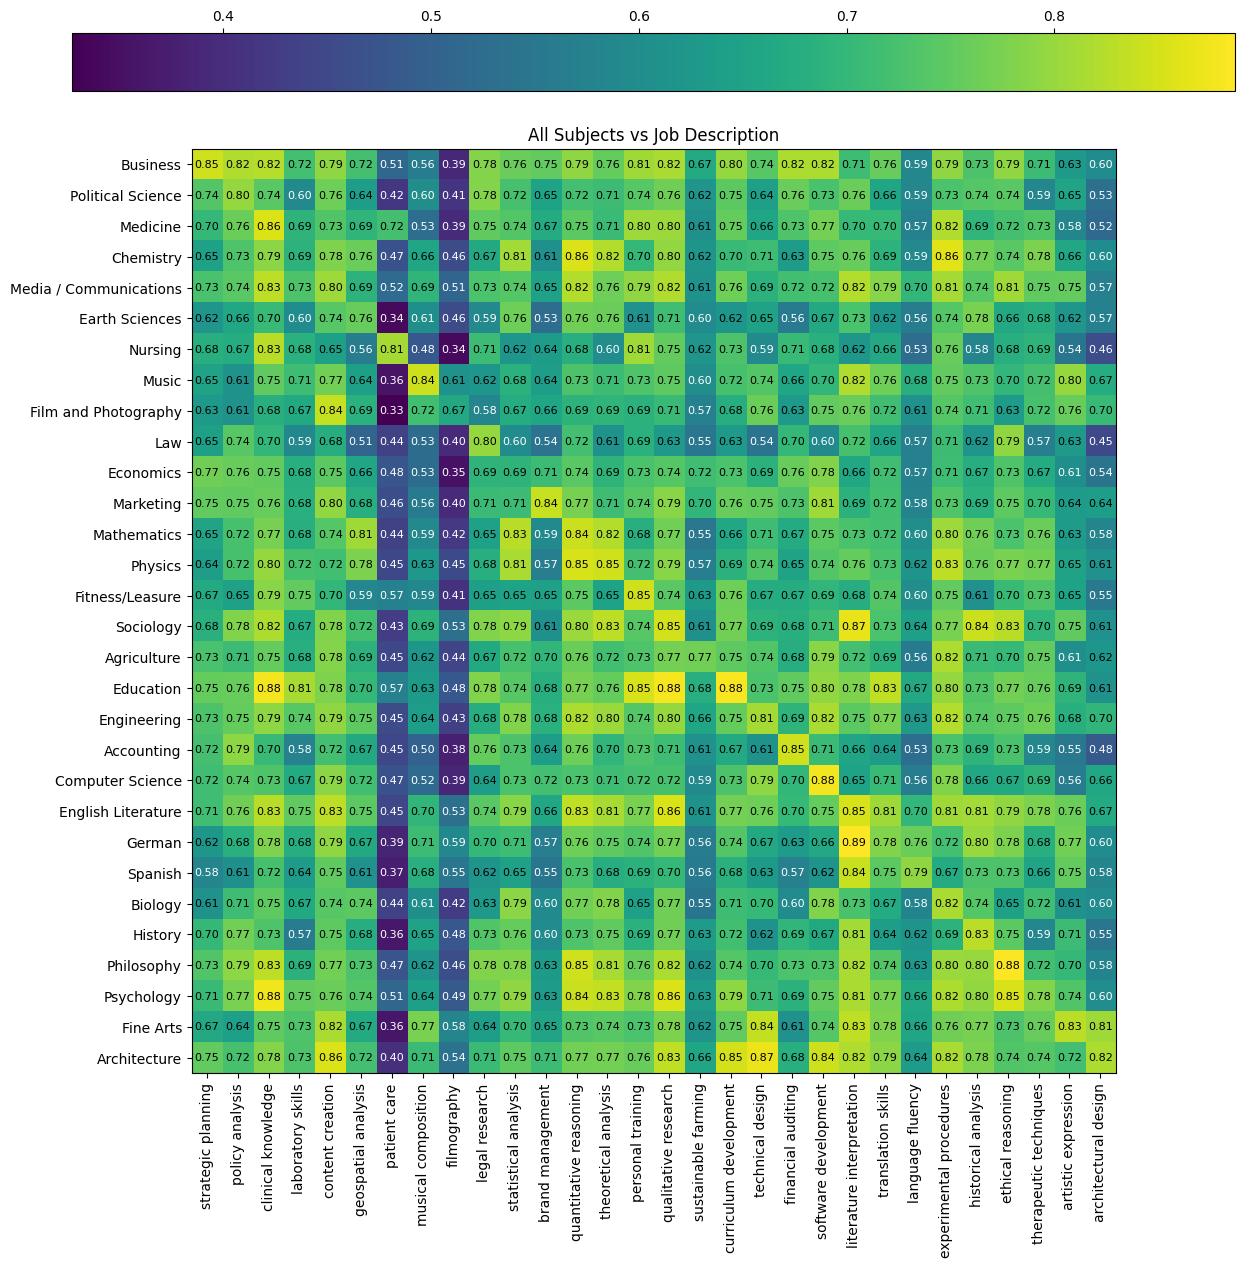 0.4 0.5 0.6 0.7 0.8
All Subjects vs Job Description
Business 0.85 0.82 0.82 0.72 0.79 0.72 0.51 0.56 0.39 0.78 0.76 0.75 0.79 0.76 0.81 0.82 0.67 0.80 0.74 0.82 0.82 0.71 0.76 0.59 0.79 0.73 0.79 0.71 0.63 0.60
Political Science 0.74 0.80 0.74 0.60 0.76 0.64 0.42 0.60 0.41 0.78 0.72 0.65 0.72 0.71 0.74 0.76 0.62 0.75 0.64 0.76 0.73 0.76 0.66 0.59 0.73 0.74 0.74 0.59 0.65 0.53
Medicine 0.70 0.76 0.86 0.69 0.73 0.69 0.72 0.53 0.39 0.75 0.74 0.67 0.75 0.71 0.80 0.80 0.61 0.75 0.66 0.73 0.77 0.70 0.70 0.57 0.82 0.69 0.72 0.73 0.58 0.52
Chemistry 0.65 0.73 0.79 0.69 0.78 0.76 0.47 0.66 0.46 0.67 0.81 0.61 0.86 0.82 0.70 0.80 0.62 0.70 0.71 0.63 0.75 0.76 0.69 0.59 0.86 0.77 0.74 0.78 0.66 0.60
Media / Communications 0.73 0.74 0.83 0.73 0.80 0.69 0.52 0.69 0.51 0.73 0.74 0.65 0.82 0.76 0.79 0.82 0.61 0.76 0.69 0.72 0.72 0.82 0.79 0.70 0.81 0.74 0.81 0.75 0.75 0.57
Earth Sciences 0.62 0.66 0.70 0.60 0.74 0.76 0.34 0.61 0.46 0.59 0.76 0.53 0.76 0.76 0.61 0.71 0.60 0.62 0.65 0.56 0.67 0.73 0.62 0.56 0.74 0.78 0.66 0.68 0.62 0.57
Nursing 0.68 0.67 0.83 0.68 0.65 0.56 0.81 0.48 0.34 0.71 0.62 0.64 0.68 0.60 0.81 0.75 0.62 0.73 0.59 0.71 0.68 0.62 0.66 0.53 0.76 0.58 0.68 0.69 0.54 0.46
Music 0.65 0.61 0.75 0.71 0.77 0.64 0.36 0.84 0.61 0.62 0.68 0.64 0.73 0.71 0.73 0.75 0.60 0.72 0.74 0.66 0.70 0.82 0.76 0.68 0.75 0.73 0.70 0.72 0.80 0.67
Film and Photography 0.63 0.61 0.68 0.67 0.84 0.69 0.33 0.72 0.67 0.58 0.67 0.66 0.69 0.69 0.69 0.71 0.57 0.68 0.76 0.63 0.75 0.76 0.72 0.61 0.74 0.71 0.63 0.72 0.76 0.70
Law 0.65 0.74 0.70 0.59 0.68 0.51 0.44 0.53 0.40 0.80 0.60 0.54 0.72 0.61 0.69 0.63 0.55 0.63 0.54 0.70 0.60 0.72 0.66 0.57 0.71 0.62 0.79 0.57 0.63 0.45
Economics 0.77 0.76 0.75 0.68 0.75 0.66 0.48 0.53 0.35 0.69 0.69 0.71 0.74 0.69 0.73 0.74 0.72 0.73 0.69 0.76 0.78 0.66 0.72 0.57 0.71 0.67 0.73 0.67 0.61 0.54
Marketing 0.75 0.75 0.76 0.68 0.80 0.68 0.46 0.56 0.40 0.71 0.71 0.84 0.77 0.71 0.74 0.79 0.70 0.76 0.75 0.73 0.81 0.69 0.72 0.58 0.73 0.69 0.75 0.70 0.64 0.64
Mathematics 0.65 0.72 0.77 0.68 0.74 0.81 0.44 0.59 0.42 0.65 0.83 0.59 0.84 0.82 0.68 0.77 0.55 0.66 0.71 0.67 0.75 0.73 0.72 0.60 0.80 0.76 0.73 0.76 0.63 0.58
Physics 0.64 0.72 0.80 0.72 0.72 0.78 0.45 0.63 0.45 0.68 0.81 0.57 0.85 0.85 0.72 0.79 0.57 0.69 0.74 0.65 0.74 0.76 0.73 0.62 0.83 0.76 0.77 0.77 0.65 0.61
Fitness/Leasure 0.67 0.65 0.79 0.75 0.70 0.59 0.57 0.59 0.41 0.65 0.65 0.65 0.75 0.65 0.85 0.74 0.63 0.76 0.67 0.67 0.69 0.68 0.74 0.60 0.75 0.61 0.70 0.73 0.65 0.55
Sociology 0.68 0.78 0.82 0.67 0.78 0.72 0.43 0.69 0.53 0.78 0.79 0.61 0.80 0.83 0.74 0.85 0.61 0.77 0.69 0.68 0.71 0.87 0.73 0.64 0.77 0.84 0.83 0.70 0.75 0.61
Agriculture 0.73 0.71 0.75 0.68 0.78 0.69 0.45 0.62 0.44 0.67 0.72 0.70 0.76 0.72 0.73 0.77 0.77 0.75 0.74 0.68 0.79 0.72 0.69 0.56 0.82 0.71 0.70 0.75 0.61 0.62
Education 0.75 0.76 0.88 0.81 0.78 0.70 0.57 0.63 0.48 0.78 0.74 0.68 0.77 0.76 0.85 0.88 0.68 0.88 0.73 0.75 0.80 0.78 0.83 0.67 0.80 0.73 0.77 0.76 0.69 0.61
Engineering 0.73 0.75 0.79 0.74 0.79 0.75 0.45 0.64 0.43 0.68 0.78 0.68 0.82 0.80 0.74 0.80 0.66 0.75 0.81 0.69 0.82 0.75 0.77 0.63 0.82 0.74 0.75 0.76 0.68 0.70
Accounting 0.72 0.79 0.70 0.58 0.72 0.67 0.45 0.50 0.38 0.76 0.73 0.64 0.76 0.70 0.73 0.71 0.61 0.67 0.61 0.85 0.71 0.66 0.64 0.53 0.73 0.69 0.73 0.59 0.55 0.48
Computer Science 0.72 0.74 0.73 0.67 0.79 0.72 0.47 0.52 0.39 0.64 0.73 0.72 0.73 0.71 0.72 0.72 0.59 0.73 0.79 0.70 0.88 0.65 0.71 0.56 0.78 0.66 0.67 0.69 0.56 0.66
English Literature 0.71 0.76 0.83 0.75 0.83 0.75 0.45 0.70 0.53 0.74 0.79 0.66 0.83 0.81 0.77 0.86 0.61 0.77 0.76 0.70 0.75 0.85 0.81 0.70 0.81 0.81 0.79 0.78 0.76 0.67
German 0.62 0.68 0.78 0.68 0.79 0.67 0.39 0.71 0.59 0.70 0.71 0.57 0.76 0.75 0.74 0.77 0.56 0.74 0.67 0.63 0.66 0.89 0.78 0.76 0.72 0.80 0.78 0.68 0.77 0.60
Spanish 0.58 0.61 0.72 0.64 0.75 0.61 0.37 0.68 0.55 0.62 0.65 0.55 0.73 0.68 0.69 0.70 0.56 0.68 0.63 0.57 0.62 0.84 0.75 0.79 0.67 0.73 0.73 0.66 0.75 0.58
Biology 0.61 0.71 0.75 0.67 0.74 0.74 0.44 0.61 0.42 0.63 0.79 0.60 0.77 0.78 0.65 0.77 0.55 0.71 0.70 0.60 0.78 0.73 0.67 0.58 0.82 0.74 0.65 0.72 0.61 0.60
History 0.70 0.77 0.73 0.57 0.75 0.68 0.36 0.65 0.48 0.73 0.76 0.60 0.73 0.75 0.69 0.77 0.63 0.72 0.62 0.69 0.67 0.81 0.64 0.62 0.69 0.83 0.75 0.59 0.71 0.55
Philosophy 0.73 0.79 0.83 0.69 0.77 0.73 0.47 0.62 0.46 0.78 0.78 0.63 0.85 0.81 0.76 0.82 0.62 0.74 0.70 0.73 0.73 0.82 0.74 0.63 0.80 0.80 0.88 0.72 0.70 0.58
Psychology 0.71 0.77 0.88 0.75 0.76 0.74 0.51 0.64 0.49 0.77 0.79 0.63 0.84 0.83 0.78 0.86 0.63 0.79 0.71 0.69 0.75 0.81 0.77 0.66 0.82 0.80 0.85 0.78 0.74 0.60
Fine Arts 0.67 0.64 0.75 0.73 0.82 0.67 0.36 0.77 0.58 0.64 0.70 0.65 0.73 0.74 0.73 0.78 0.62 0.75 0.84 0.61 0.74 0.83 0.78 0.66 0.76 0.77 0.73 0.76 0.83 0.81
Architecture 0.75 0.72 0.78 0.73 0.86 0.72 0.40 0.71 0.54 0.71 0.75 0.71 0.77 0.77 0.76 0.83 0.66 0.85 0.87 0.68 0.84 0.82 0.79 0.64 0.82 0.78 0.74 0.74 0.72 0.82
strategic planning
policy analysis
clinical knowledge
laboratory skills
content creation
geospatial analysis
patient care
musical composition
filmography
legal research
statistical analysis
brand management
quantitative reasoning
theoretical analysis
personal training
qualitative research
sustainable farming
curriculum development
technical design
financial auditing
software development
literature interpretation
translation skills
language fluency
experimental procedures
historical analysis
ethical reasoning
therapeutic techniques
artistic expression
architectural design